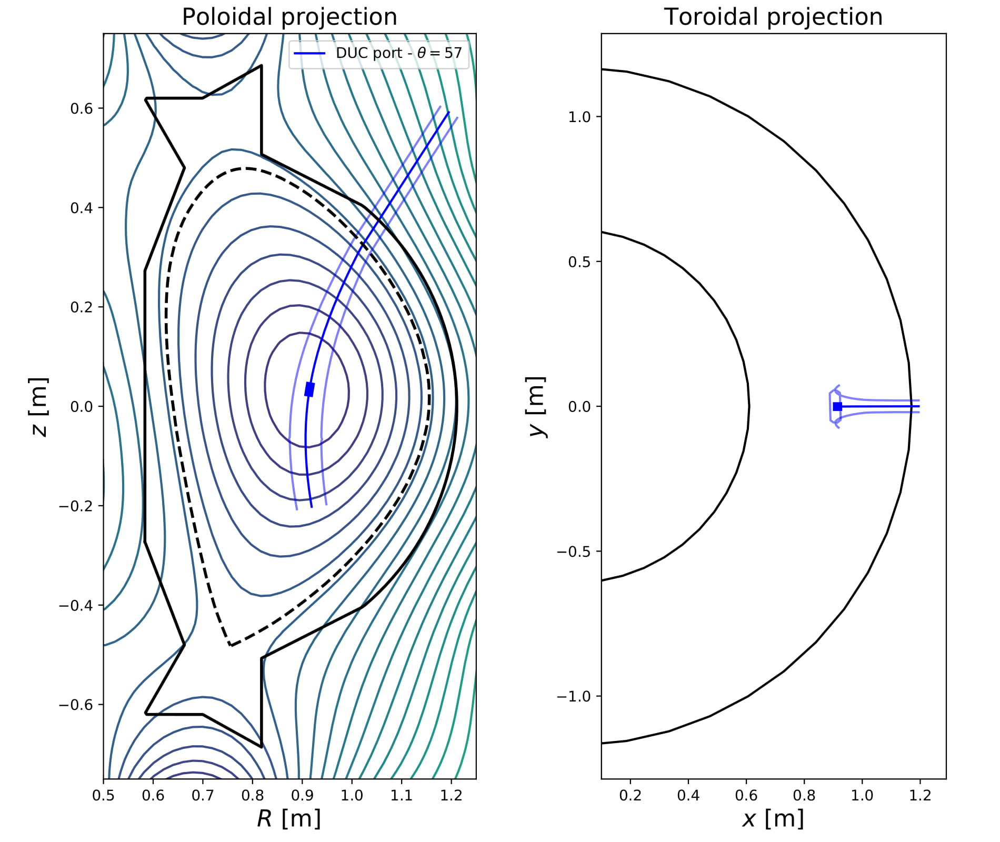 Poloidal projection
DUC port - θ = 57
0.6
0.4
0.2
0.0
−0.2
−0.4
−0.6
z [m]
0.5 0.6 0.7 0.8 0.9 1.0 1.1 1.2
R [m]
Toroidal projection
1.0
0.5
0.0
−0.5
−1.0
y [m]
0.2 0.4 0.6 0.8 1.0 1.2
x [m]